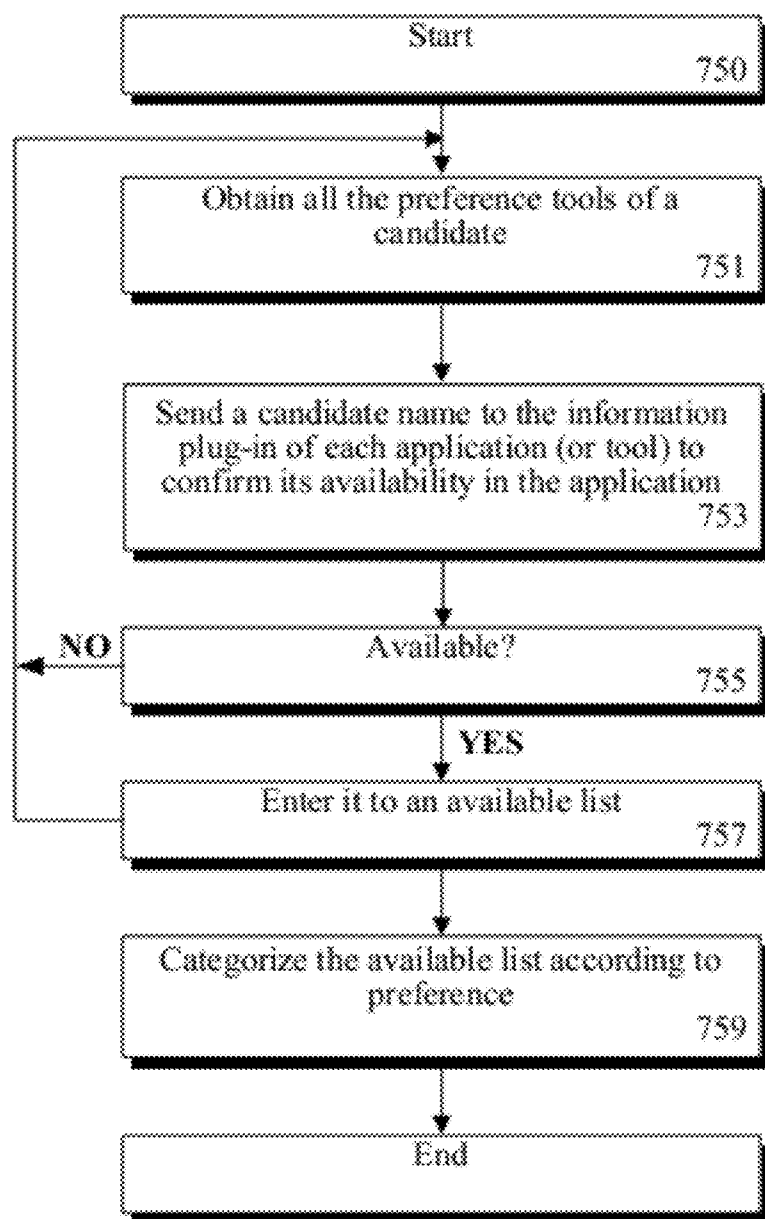 Start
750
Obtain all the preference tools of a
candidate
751
Send a candidate name to the information
plug-in of each application (or tool) to
confirm its availability in the application
753
NO
Available?
755
YES
Enter it to an available list
757
Categorize the available list according to
preference
759
End